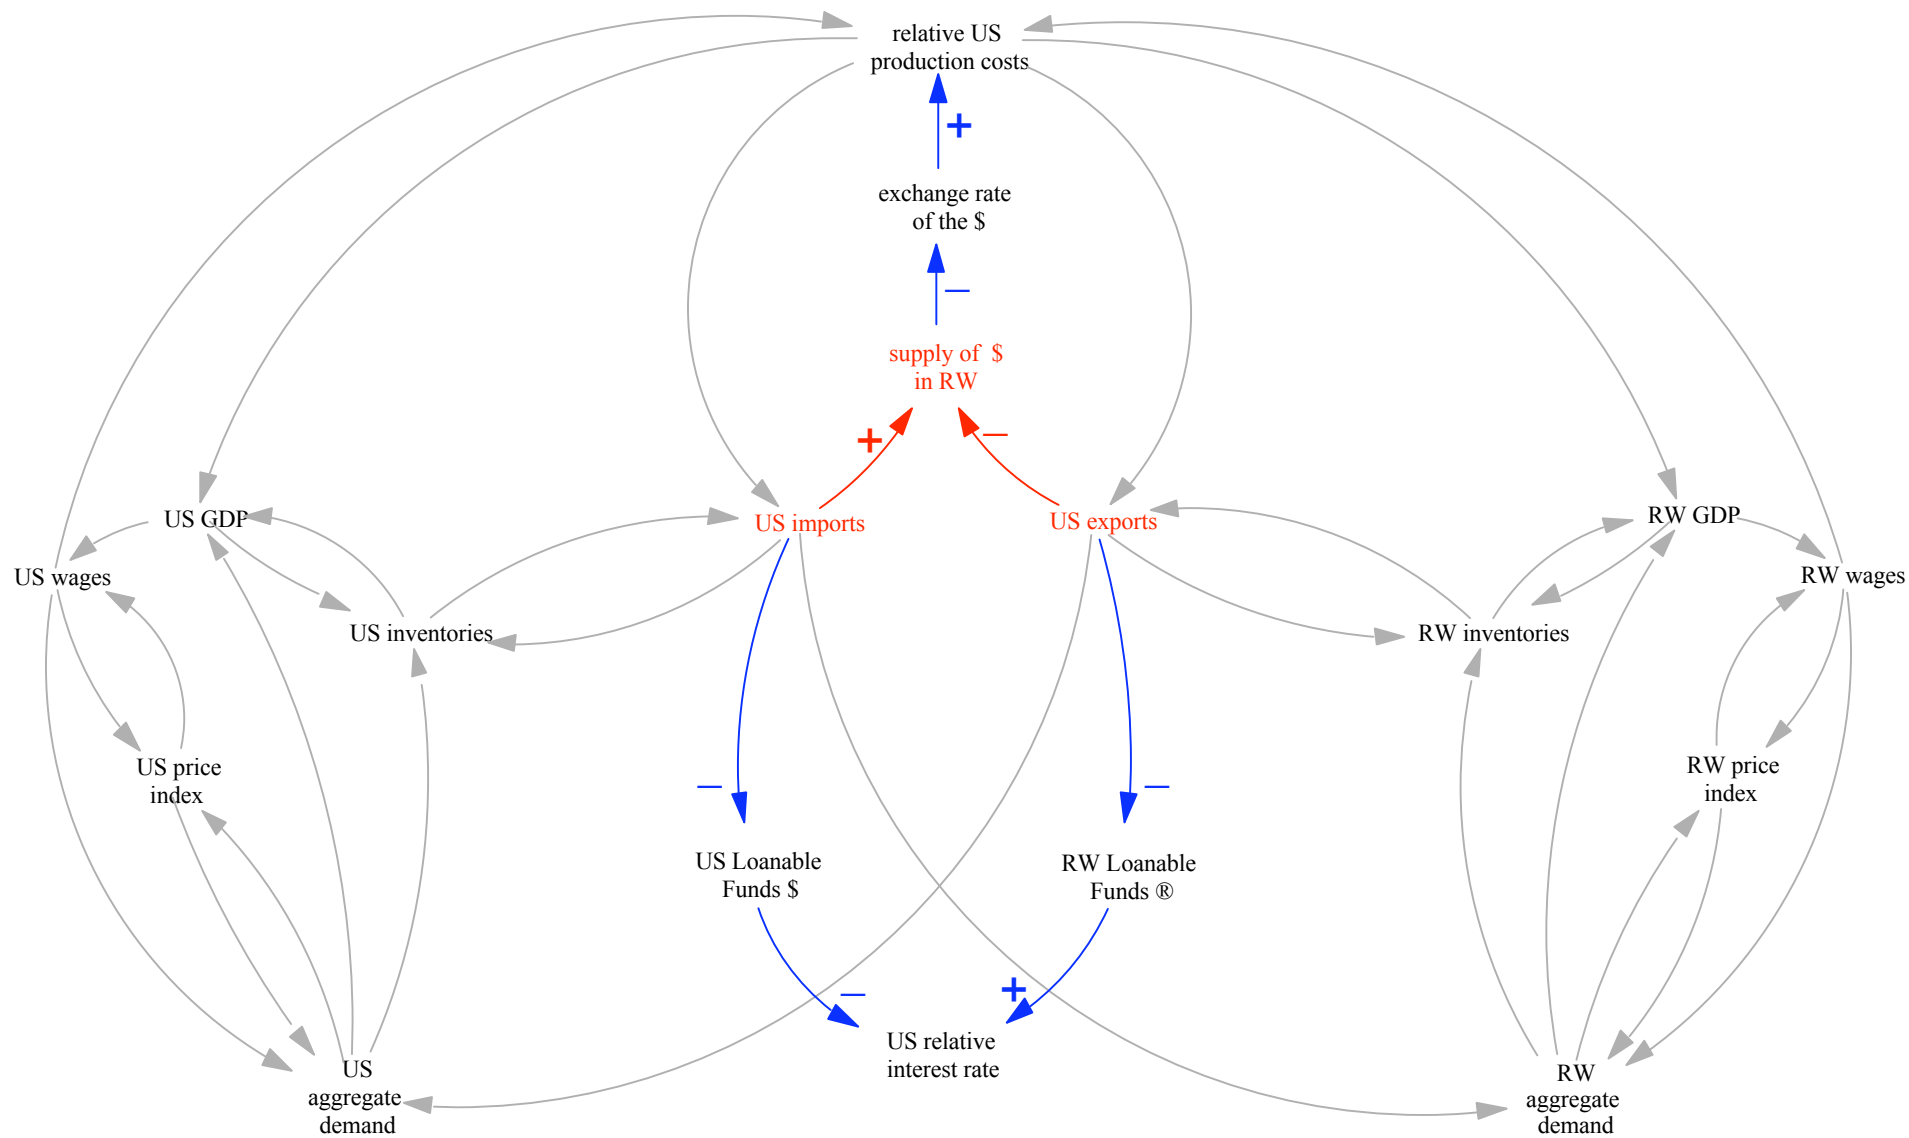 relative US
production costs
+
exchange rate
of the $
–
supply of $
in RW
+
–
US GDP
US imports
US exports
RW GDP
US wages
RW wages
US inventories
RW inventories
US price
index
RW price
index
–
–
US Loanable
Funds $
RW Loanable
Funds ®
–
+
US relative
interest rate
US
aggregate
demand
RW
aggregate
demand